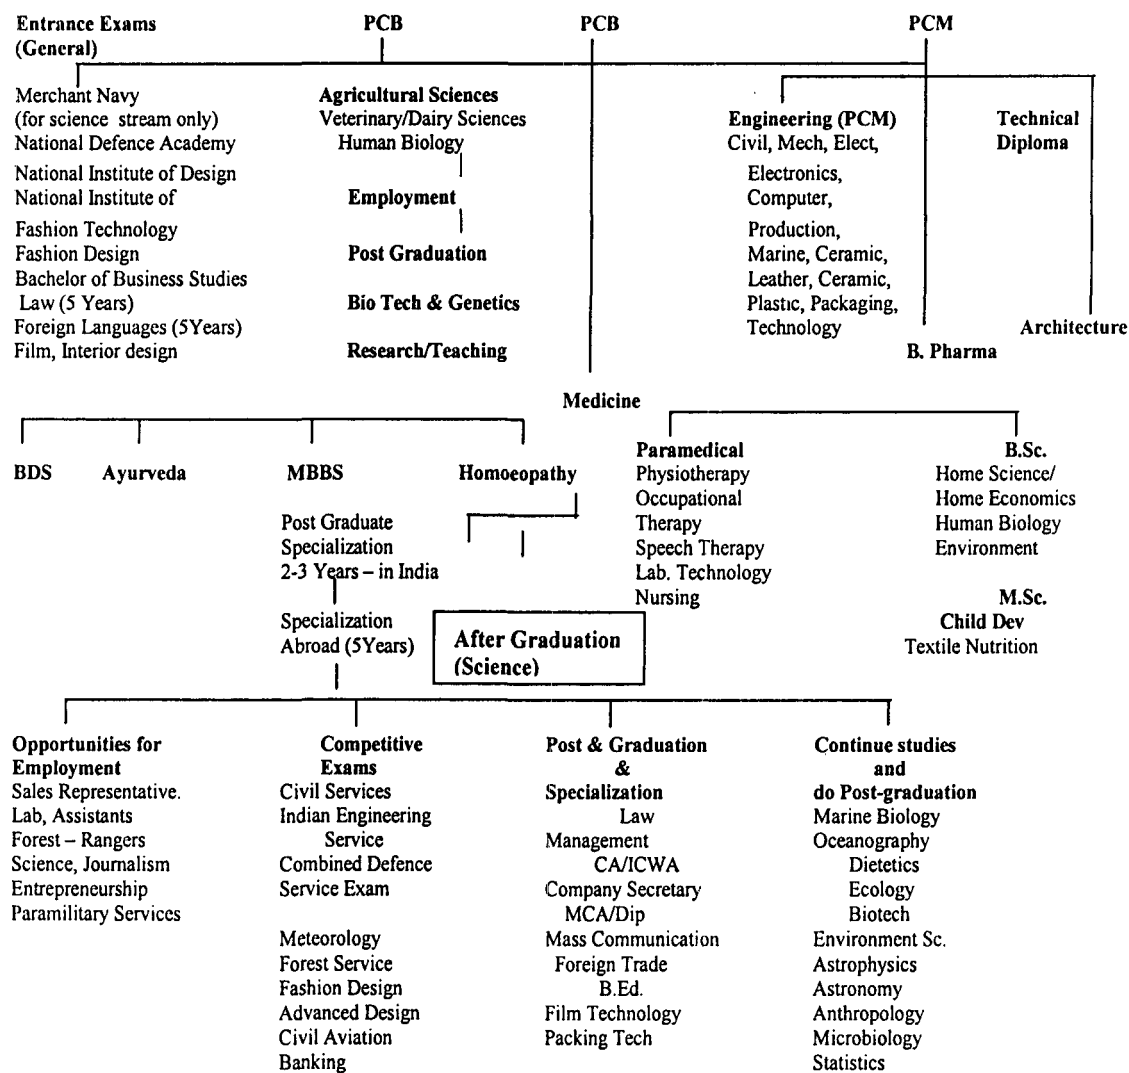 Entrance Exams
(General)
PCB
PCB
PCM
Merchant Navy
(for science stream only)
National Defence Academy
National Institute of Design
National Institute of
Fashion Technology
Fashion Design
Bachelor of Business Studies
Law (5 Years)
Foreign Languages (5Years)
Film, Interior design
Agricultural Sciences
Veterinary/Dairy Sciences
Human Biology
Employment
Post Graduation
Bio Tech & Genetics
Research/Teaching
Engineering (PCM)
Civil, Mech, Elect,
Electronics,
Computer,
Production,
Marine, Ceramic,
Leather, Ceramic,
Plastic, Packaging,
Technology
Technical
Diploma
Architecture
B. Pharma
Medicine
BDS
Ayurveda
MBBS
Homoeopathy
Post Graduate
Specialization
2-3 Years – in India
Specialization
Abroad (5Years)
Paramedical
Physiotherapy
Occupational
Therapy
Speech Therapy
Lab. Technology
Nursing
B.Sc.
Home Science/
Home Economics
Human Biology
Environment
M.Sc.
Child Dev
Textile Nutrition
After Graduation
(Science)
Opportunities for
Employment
Sales Representative.
Lab, Assistants
Forest – Rangers
Science, Journalism
Entrepreneurship
Paramilitary Services
Competitive
Exams
Civil Services
Indian Engineering
Service
Combined Defence
Service Exam
Meteorology
Forest Service
Fashion Design
Advanced Design
Civil Aviation
Banking
Post & Graduation
&
Specialization
Law
Management
CA/ICWA
Company Secretary
MCA/Dip
Mass Communication
Foreign Trade
B.Ed.
Film Technology
Packing Tech
Continue studies
and
do Post-graduation
Marine Biology
Oceanography
Dietetics
Ecology
Biotech
Environment Sc.
Astrophysics
Astronomy
Anthropology
Microbiology
Statistics